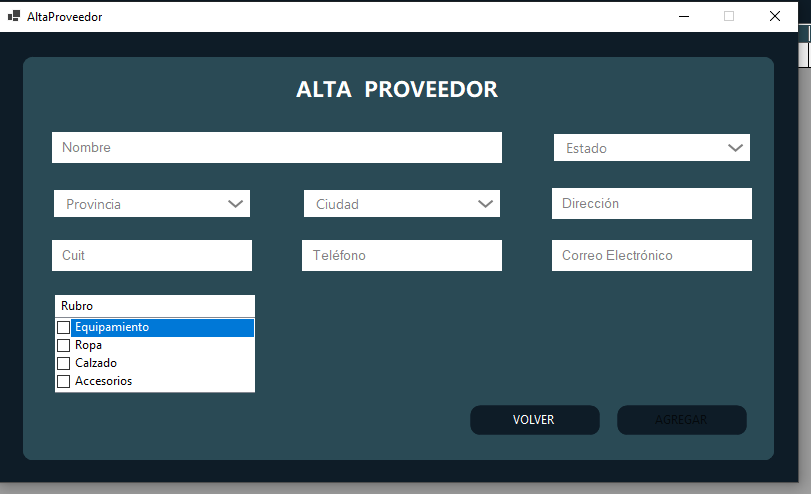 AltaProveedor
ALTA PROVEEDOR
Nombre
Estado
Provincia
Ciudad
Dirección
Cuit
Teléfono
Correo Electrónico
Rubro
Equipamiento
Ropa
Calzado
Accesorios
VOLVER
AGREGAR